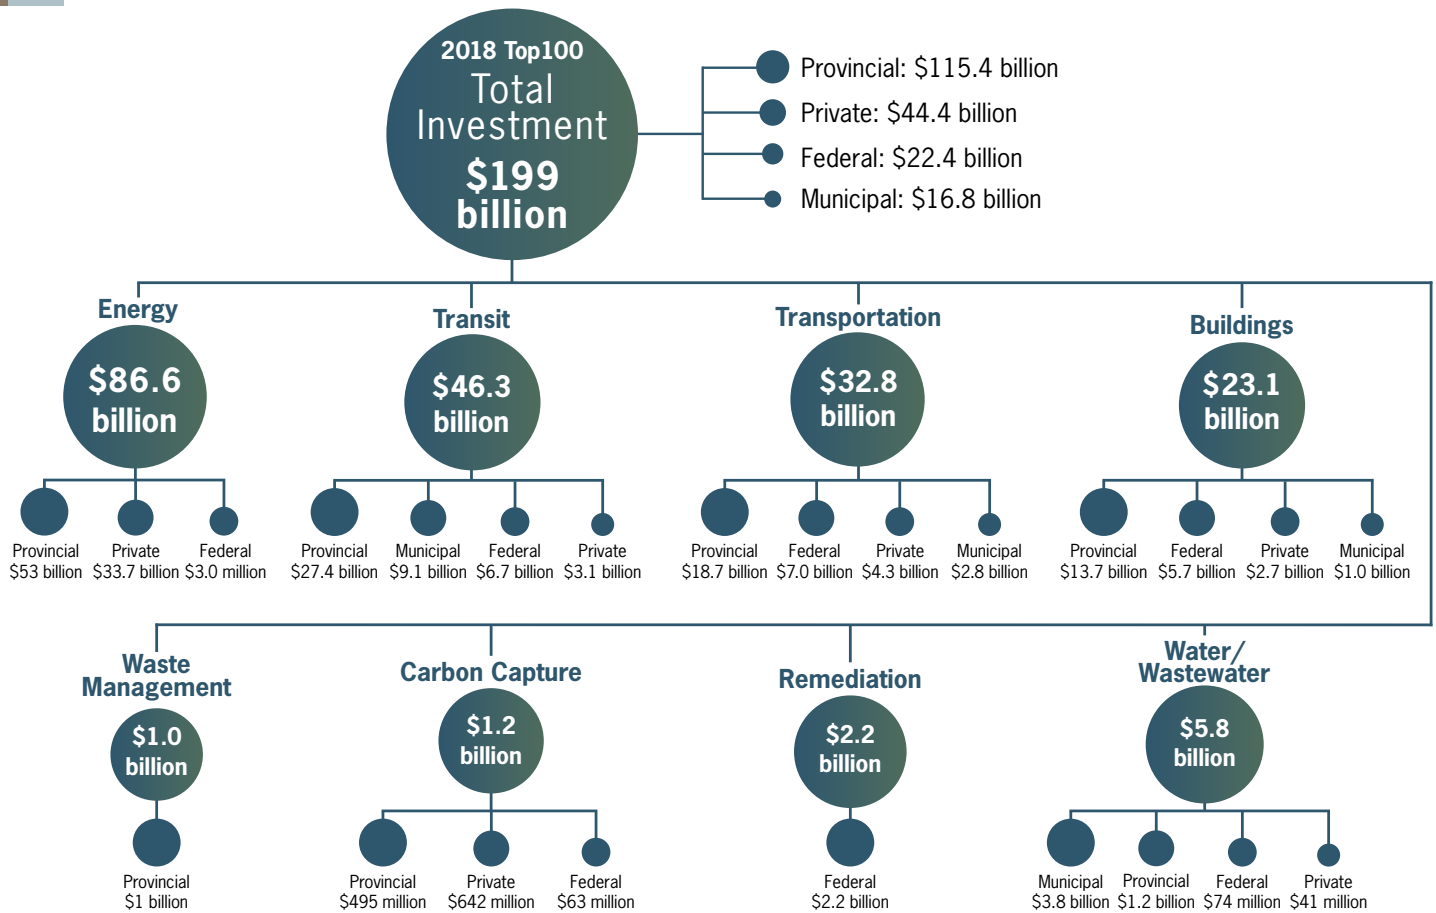 2018 Top100
Total
Investment
$199
billion
Provincial: $115.4 billion
Private: $44.4 billion
Federal: $22.4 billion
Municipal: $16.8 billion
Energy
$86.6
billion
Provincial
$53 billion
Private
$33.7 billion
Federal
$3.0 million
Transit
$46.3
billion
Provincial
$27.4 billion
Municipal
$9.1 billion
Federal
$6.7 billion
Private
$3.1 billion
Transportation
$32.8
billion
Provincial
$18.7 billion
Federal
$7.0 billion
Private
$4.3 billion
Municipal
$2.8 billion
Buildings
$23.1
billion
Provincial
$13.7 billion
Federal
$5.7 billion
Private
$2.7 billion
Municipal
$1.0 billion
Waste
Management
$1.0
billion
Provincial
$1 billion
Carbon Capture
$1.2
billion
Provincial
$495 million
Private
$642 million
Federal
$63 million
Remediation
$2.2
billion
Federal
$2.2 billion
Water/
Wastewater
$5.8
billion
Municipal
$3.8 billion
Provincial
$1.2 billion
Federal
$74 million
Private
$41 million